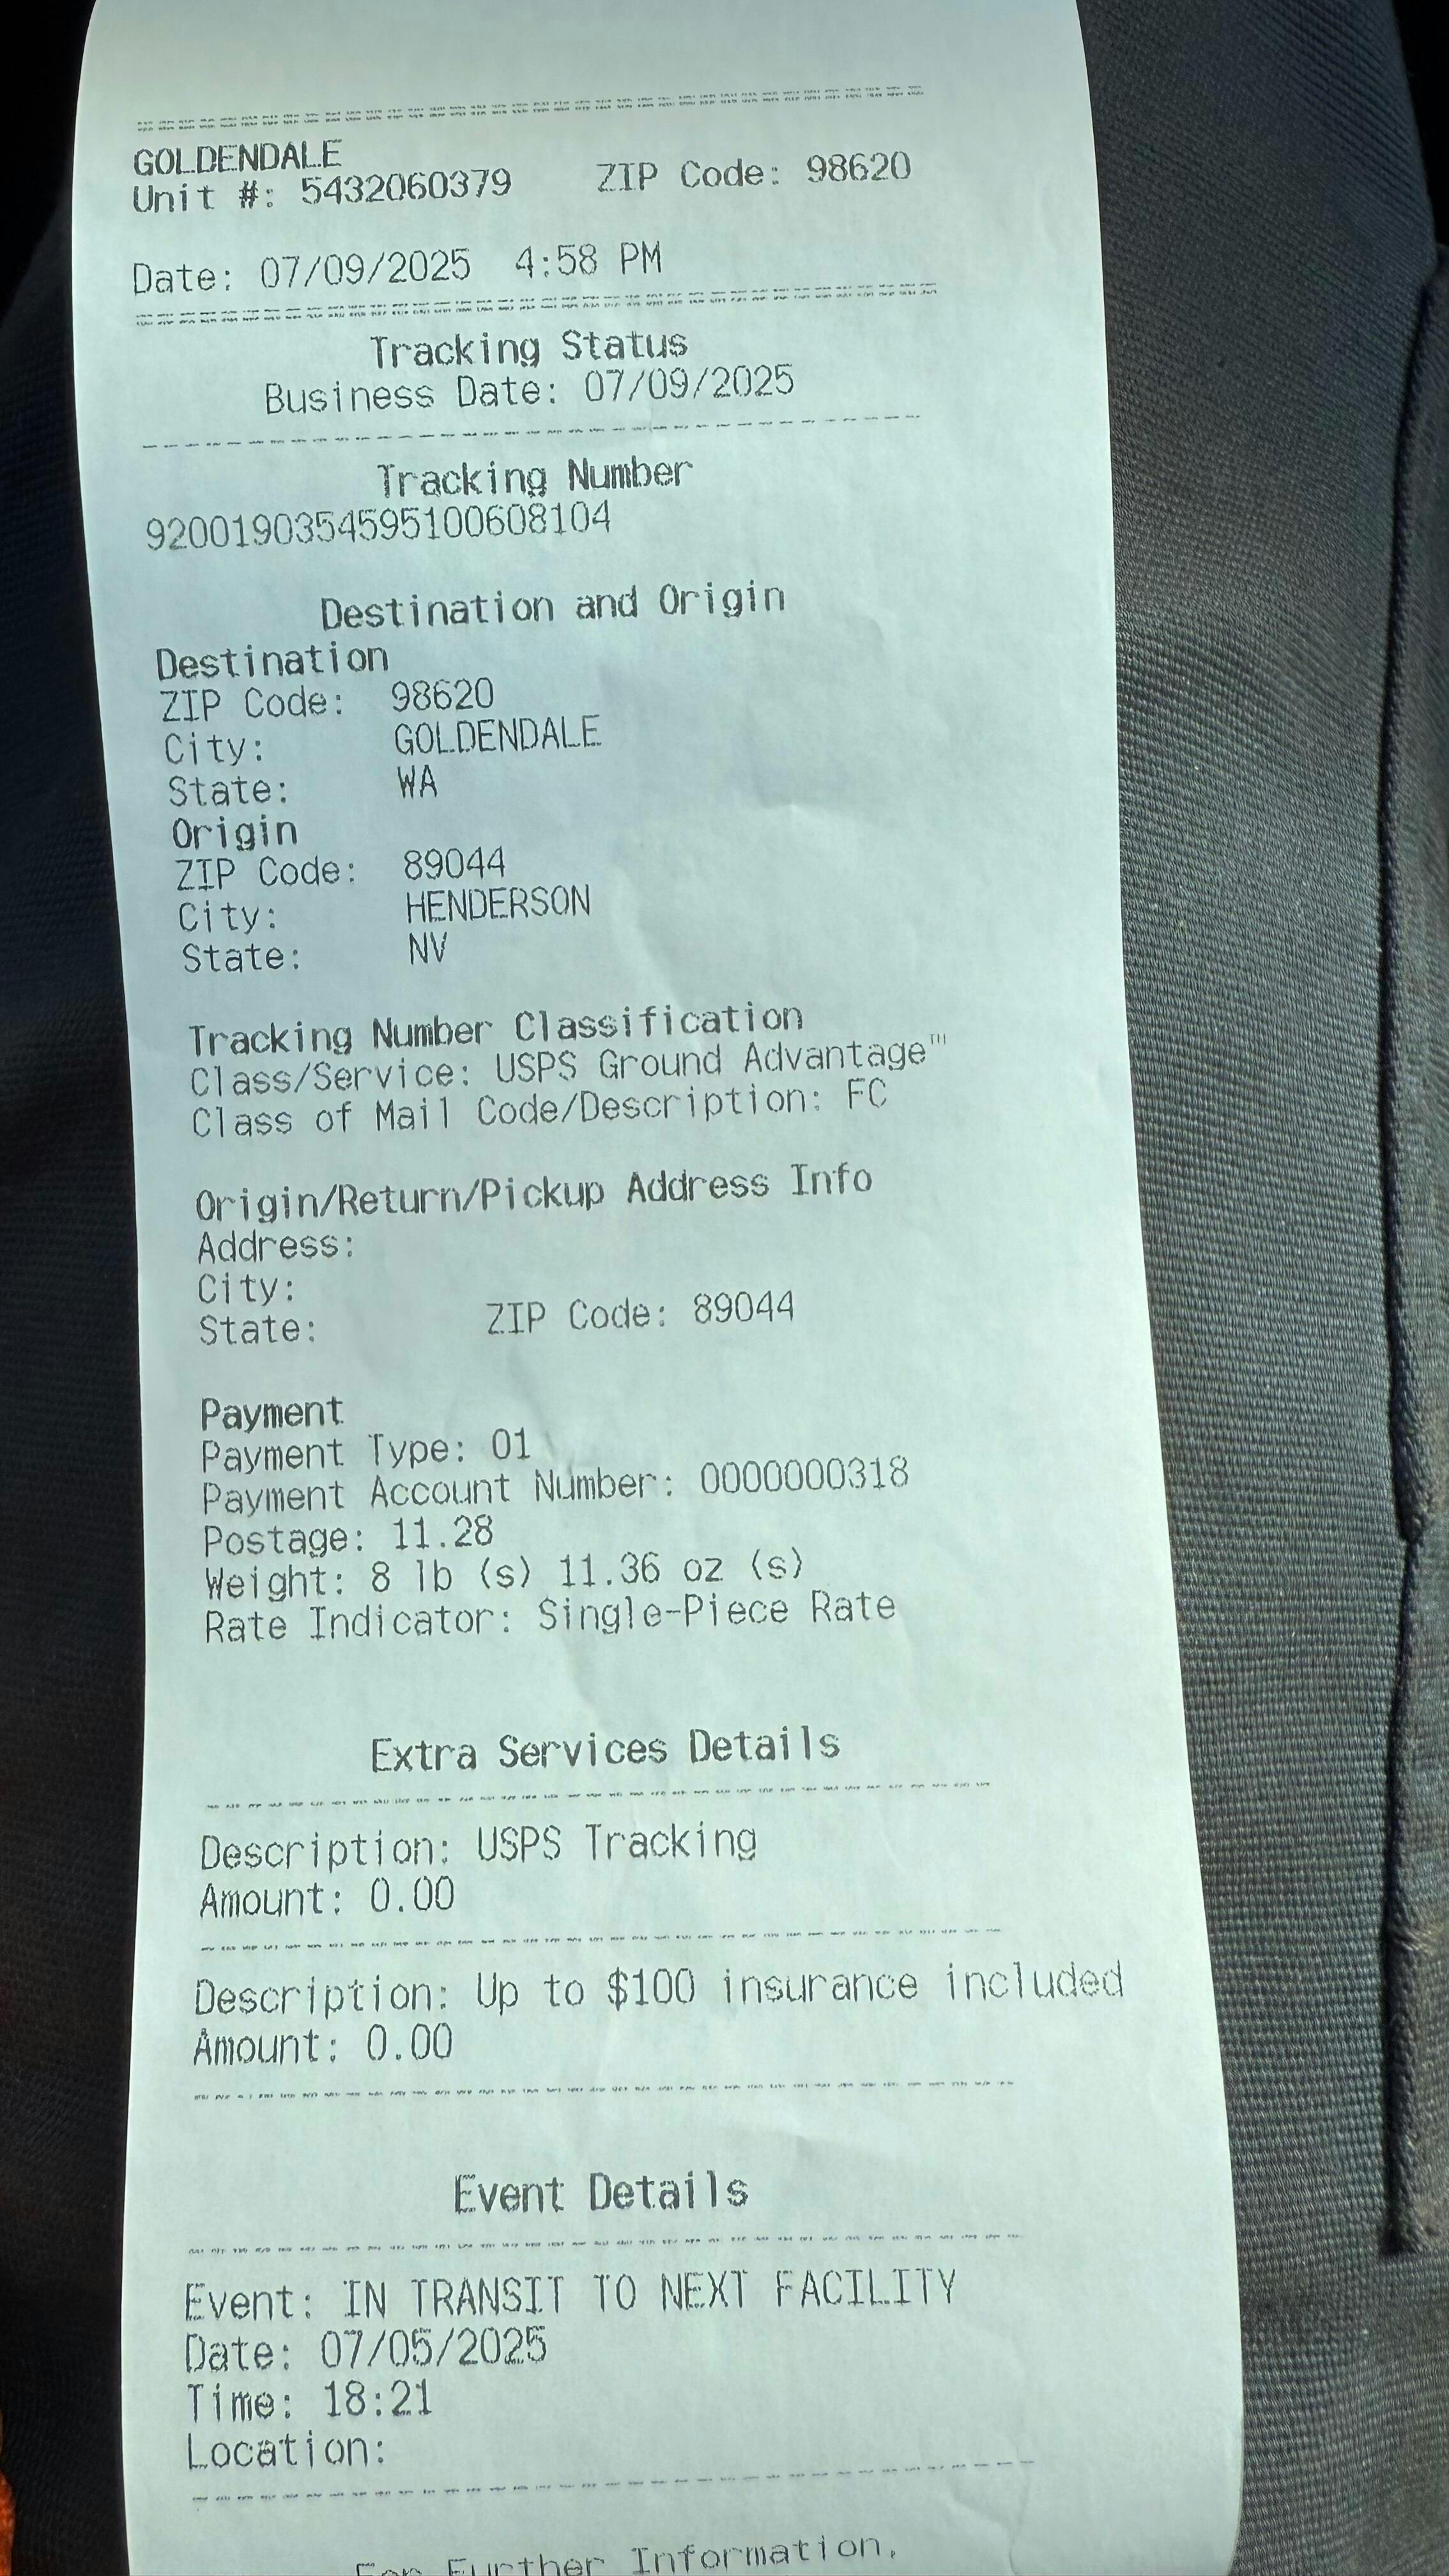 GOLDENDALE
Unit #: 5432060379 ZIP Code: 98620
Date: 07/09/2025 4:58 PM
Tracking Status
Business Date: 07/09/2025
Tracking Number
9200190354595100608104
Destination and Origin
Destination
ZIP Code: 98620
City: GOLDENDALE
State: WA
Origin
ZIP Code: 89044
City: HENDERSON
State: NV
Tracking Number Classification
Class/Service: USPS Ground Advantage™
Class of Mail Code/Description: FC
Origin/Return/Pickup Address Info
Address:
City:
State: ZIP Code: 89044
Payment
Payment Type: 01
Payment Account Number: 0000000318
Postage: 11.28
Weight: 8 lb (s) 11.36 oz (s)
Rate Indicator: Single-Piece Rate
Extra Services Details
Description: USPS Tracking
Amount: 0.00
Description: Up to $100 insurance included
Amount: 0.00
Event Details
Event: IN TRANSIT TO NEXT FACILITY
Date: 07/05/2025
Time: 18:21
Location:
For Further Information,